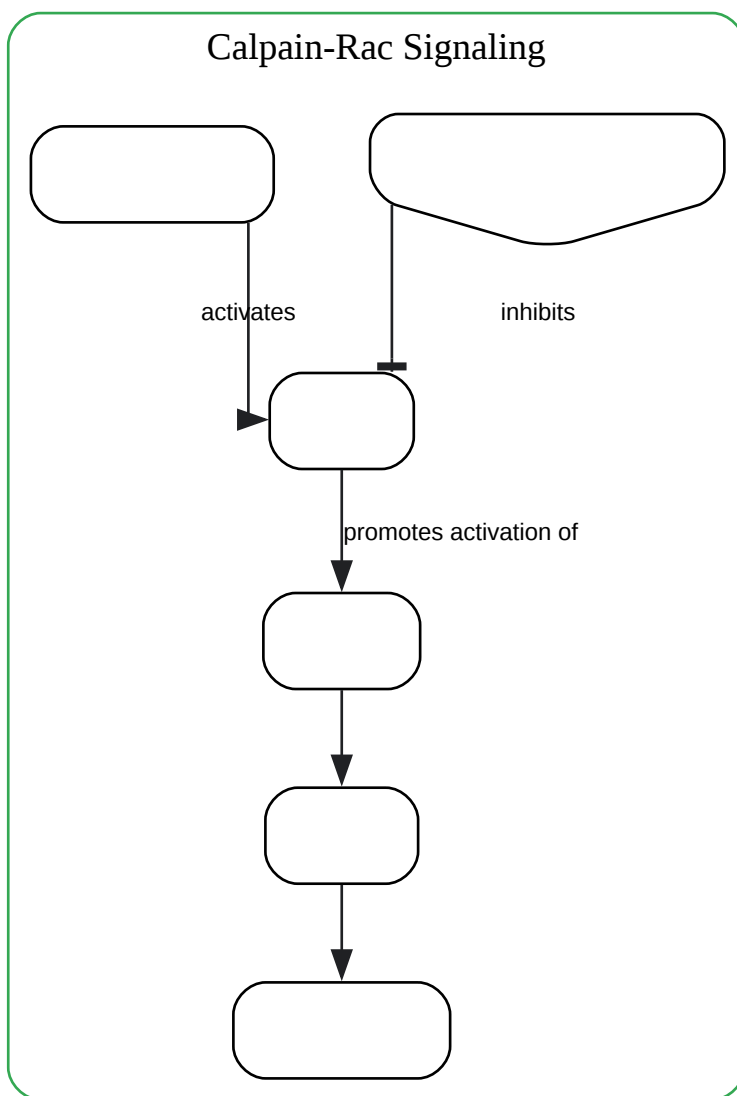 Calpain-Rac Signaling
activates
inhibits
promotes activation of